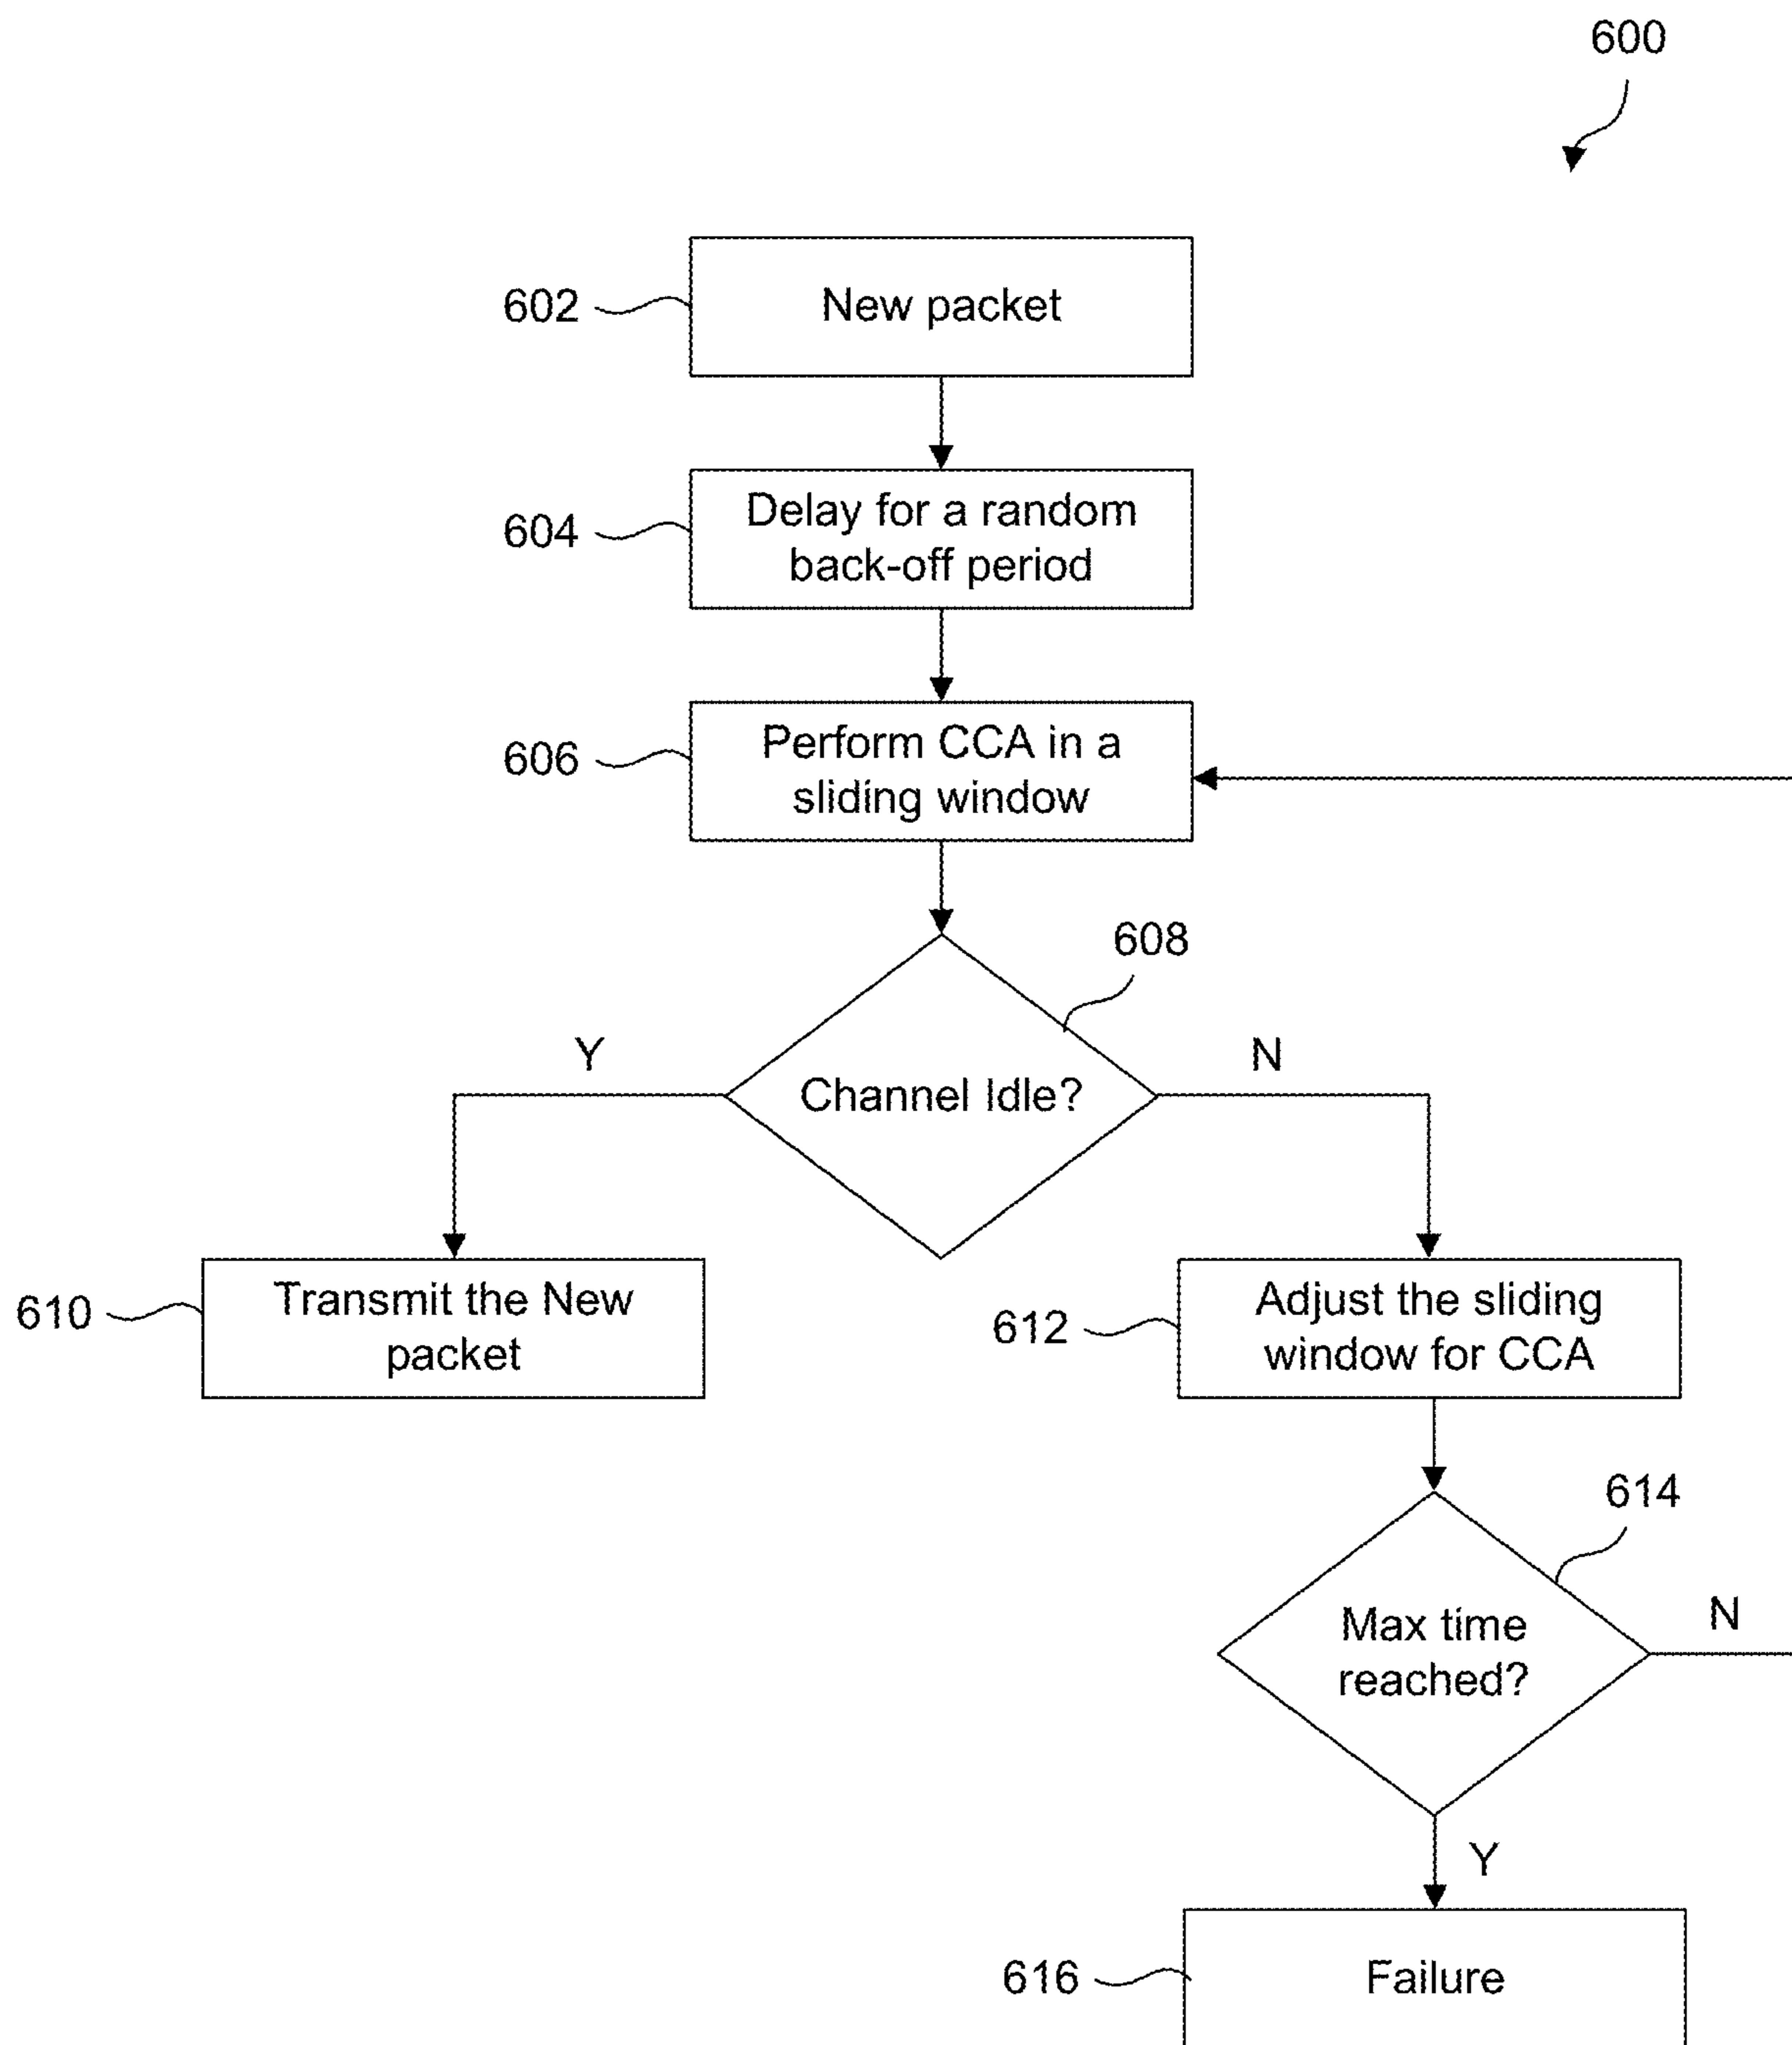 600
602
New packet
604
Delay for a random
back-off period
606
Perform CCA in a
sliding window
608
Y
N
Channel Idle?
610
Transmit the New
packet
612
Adjust the sliding
window for CCA
614
Max time
reached?
N
Y
616
Failure